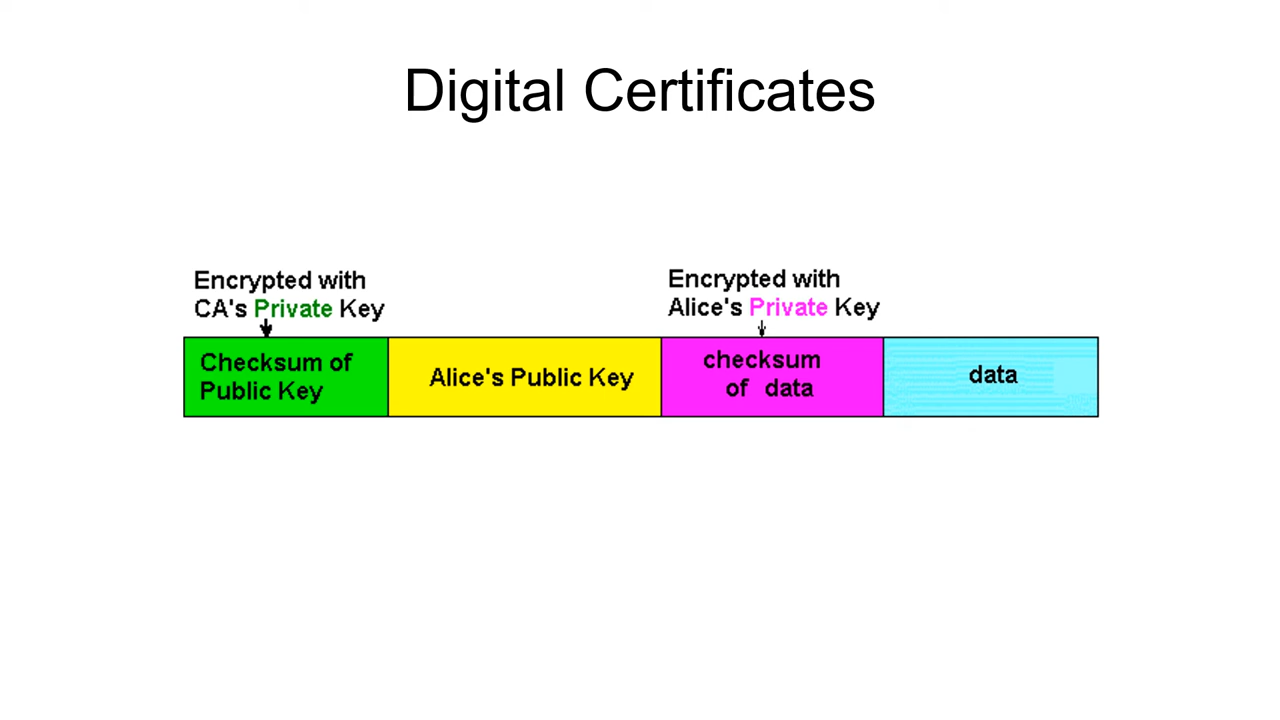 Digital Certificates
Encrypted with
CA's Private Key
Encrypted with
Alice's Private Key
Checksum of
Public Key
Alice's Public Key
checksum
of data
data